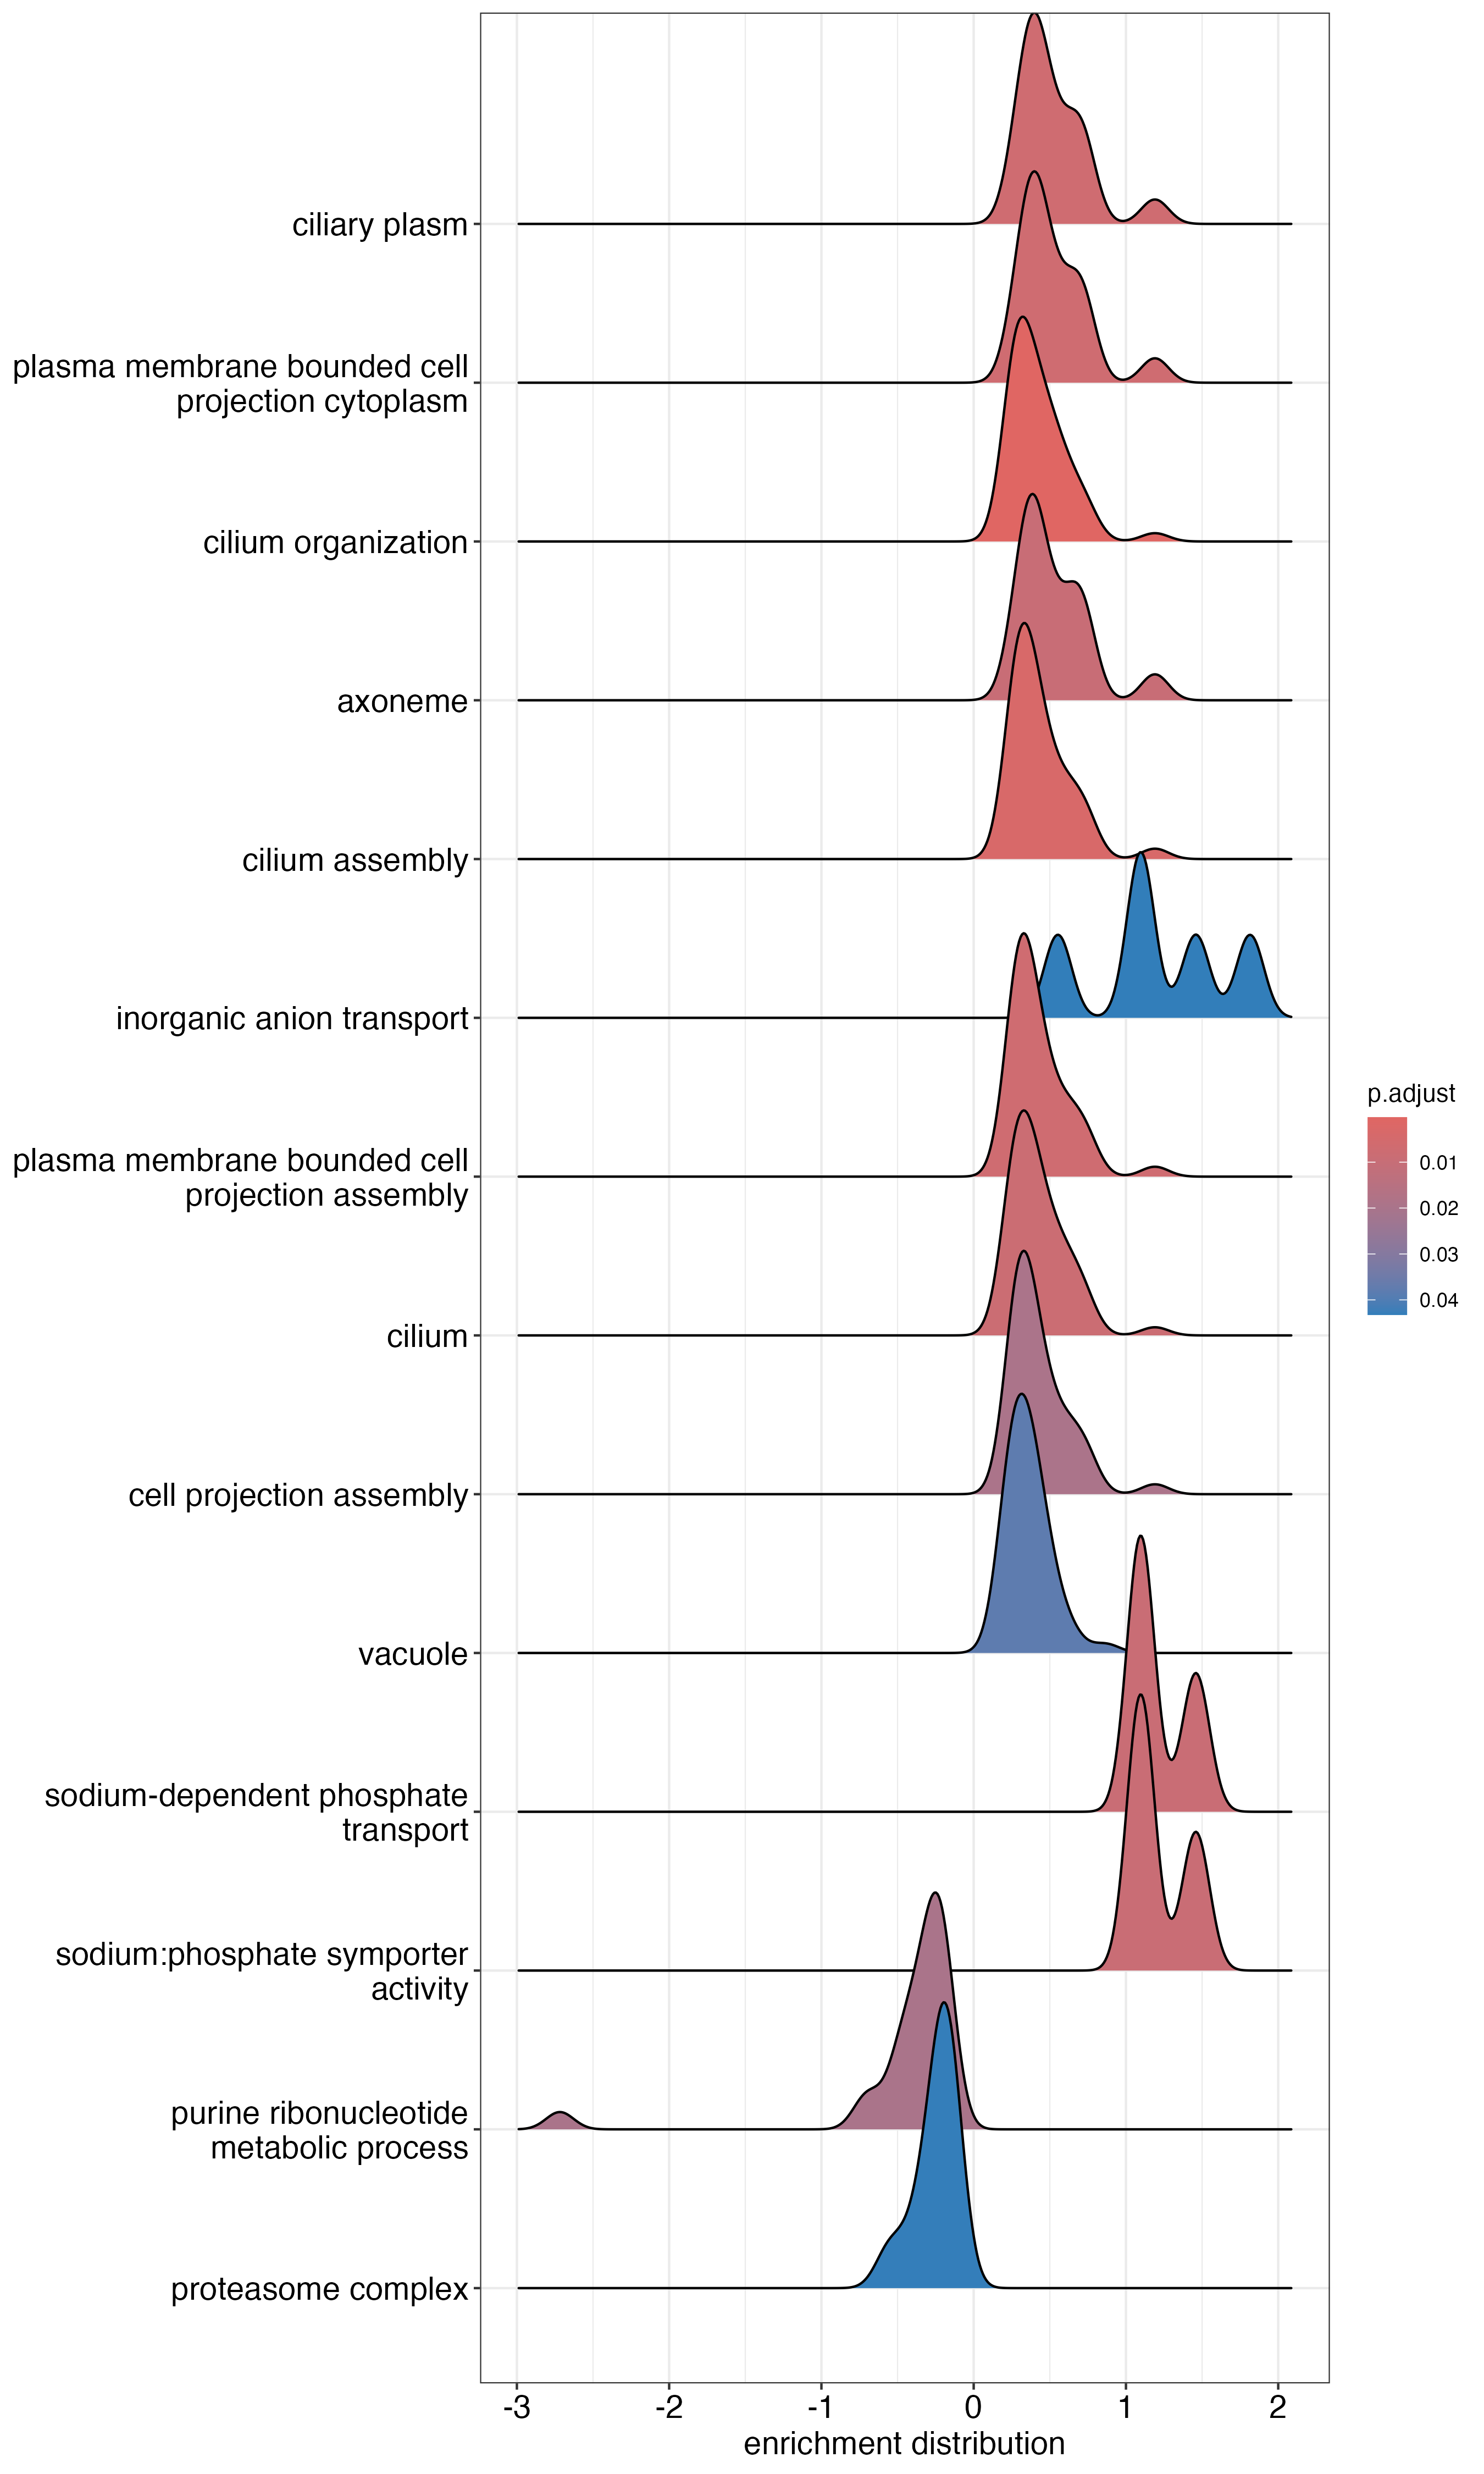 ciliary plasm
plasma membrane bounded cell
projection cytoplasm
cilium organization
axoneme
cilium assembly
inorganic anion transport
plasma membrane bounded cell
projection assembly
cilium
cell projection assembly
vacuole
sodium-dependent phosphate
transport
sodium:phosphate symporter
activity
purine ribonucleotide
metabolic process
proteasome complex
-3 -2 -1 0 1 2
enrichment distribution
p.adjust
0.01
0.02
0.03
0.04